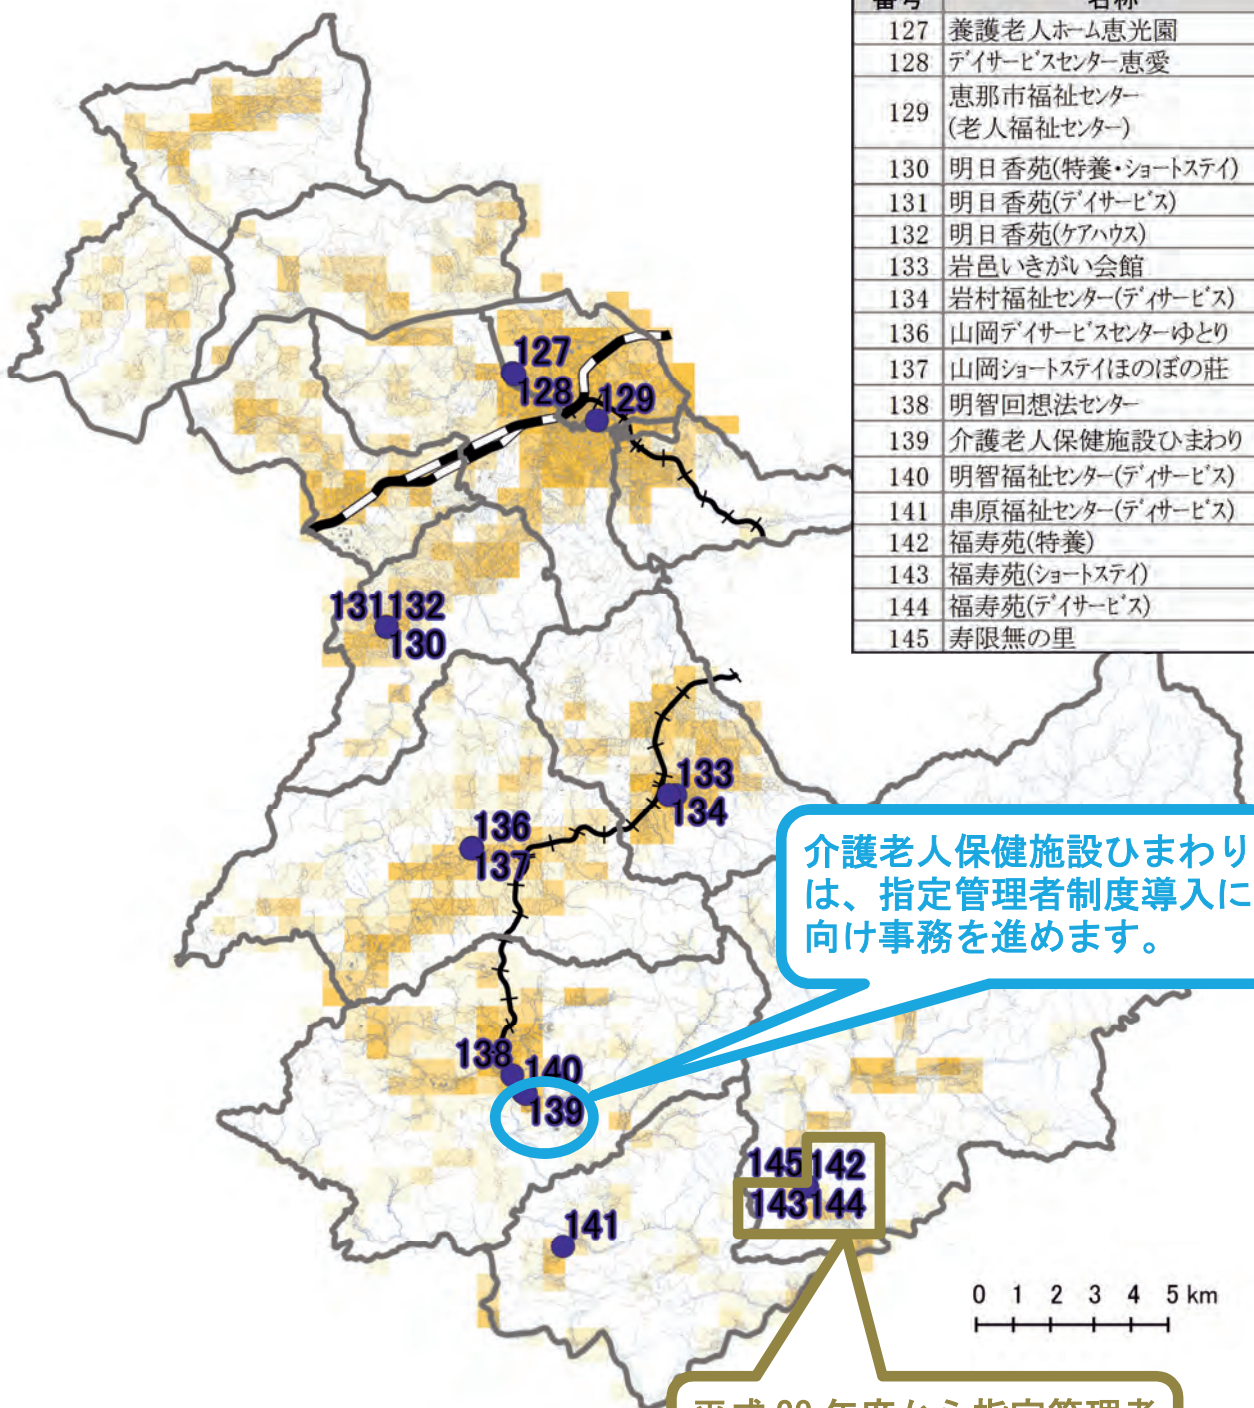 番号 名称
127 養護老人ホーム恵光園
128 デイサービスセンター恵愛
129 恵那市福祉センター
(老人福祉センター)
130 明日香苑(特養・ショートステイ)
131 明日香苑(デイサービス)
132 明日香苑(ケアハウス)
133 岩邑いきがい会館
134 岩村福祉センター(デイサービス)
136 山岡デイサービスセンターゆとり
137 山岡ショートステイほのぼの荘
138 明智回想法センター
139 介護老人保健施設ひまわり
140 明智福祉センター(デイサービス)
141 串原福祉センター(デイサービス)
142 福寿苑(特養)
143 福寿苑(ショートステイ)
144 福寿苑(デイサービス)
145 寿限無の里
127
128
129
131 132
130
133
134
136
137
介護老人保健施設ひまわり
は、指定管理者制度導入に
向け事務を進めます。
138
140
139
145 142
143 144
141
0 1 2 3 4 5 km